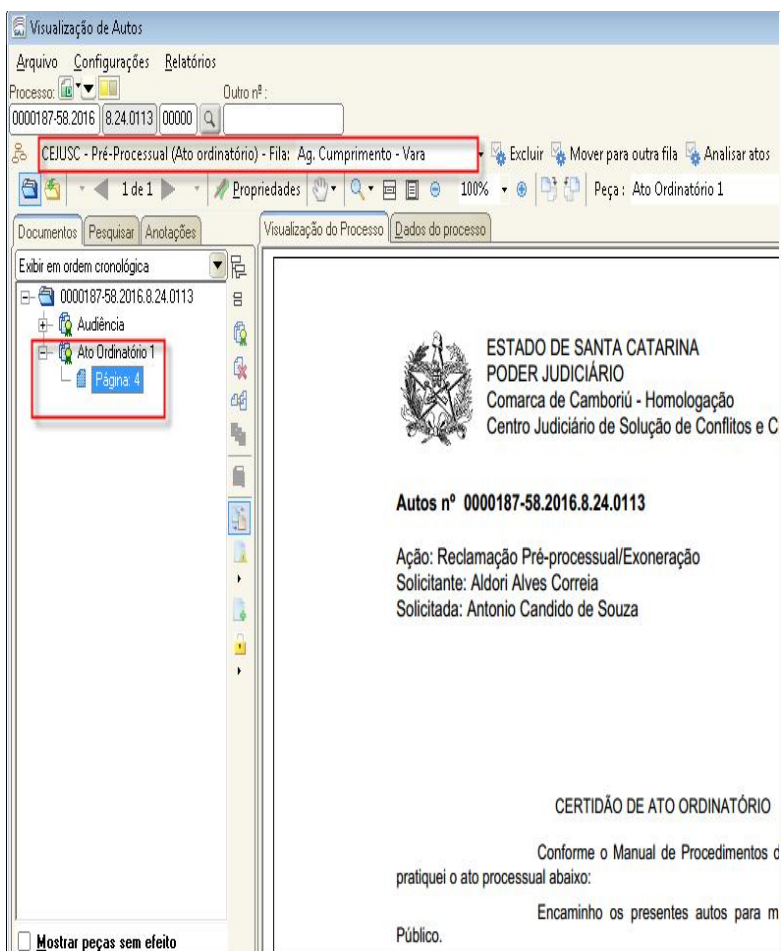 Visualização de Autos
Arquivo Configurações Relatórios
Processo: Outro nº :
0000187-58.2016 8.24.0113 00000
CEJUSC - Pré-Processual (Ato ordinatório) - Fila: Ag. Cumprimento - Vara Excluir Mover para outra fila Analisar atos
1 de 1 Propriedades 100% Peça : Ato Ordinatório 1
Documentos Pesquisar Anotações Visualização do Processo Dados do processo
Exibir em ordem cronológica
0000187-58.2016.8.24.0113
Audiência
Ato Ordinatório 1
Página: 4
Mostrar peças sem efeito
ESTADO DE SANTA CATARINA
PODER JUDICIÁRIO
Comarca de Camboriú - Homologação
Centro Judiciário de Solução de Conflitos e C
Autos nº 0000187-58.2016.8.24.0113
Ação: Reclamação Pré-processual/Exoneração
Solicitante: Aldori Alves Correia
Solicitada: Antonio Candido de Souza
CERTIDÃO DE ATO ORDINATÓRIO
Conforme o Manual de Procedimentos d
pratiquei o ato processual abaixo:
Encaminho os presentes autos para m
Público.